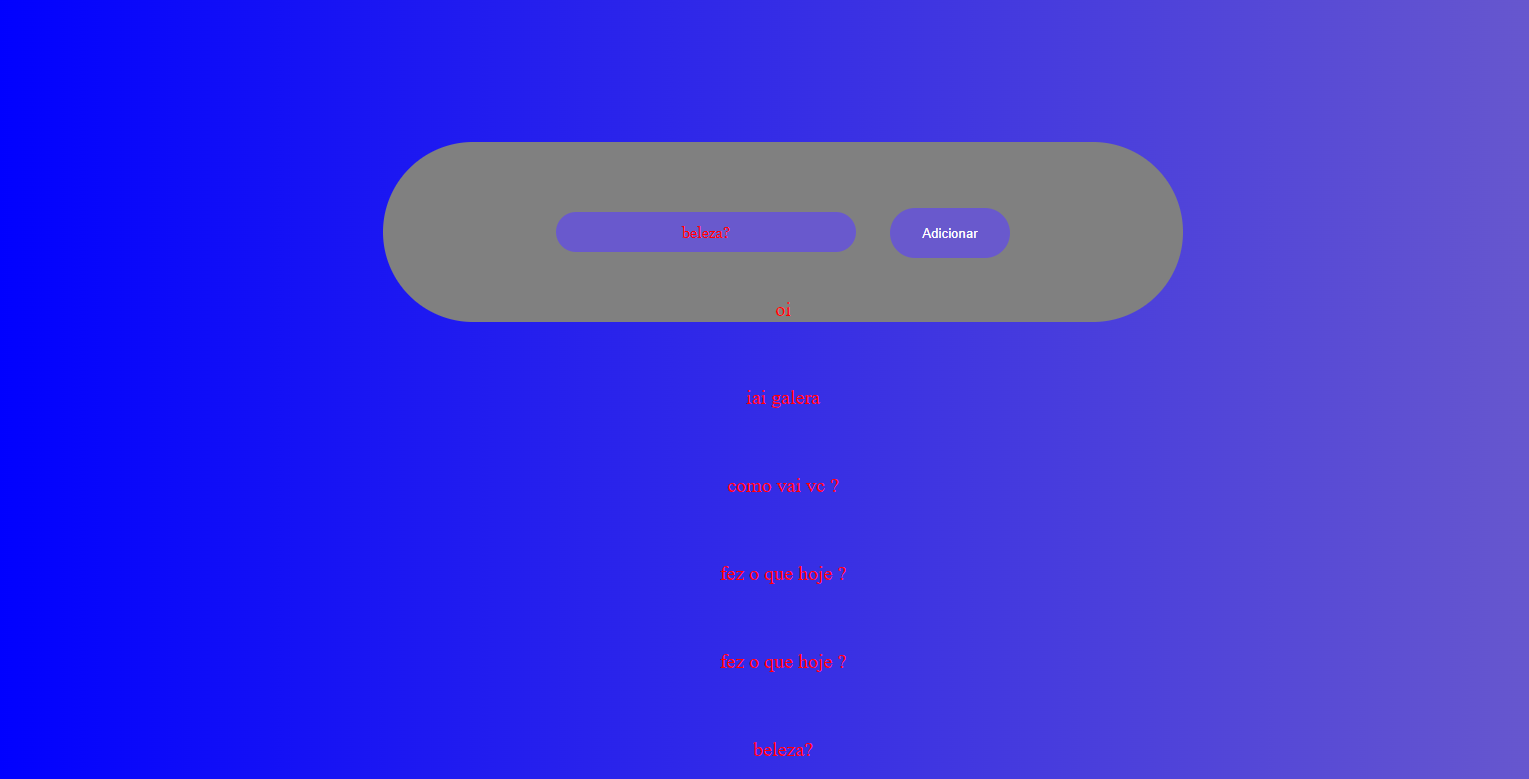 beleza?
Adicionar
oi
iai galera
como vai vc ?
fez o que hoje ?
fez o que hoje ?
beleza?